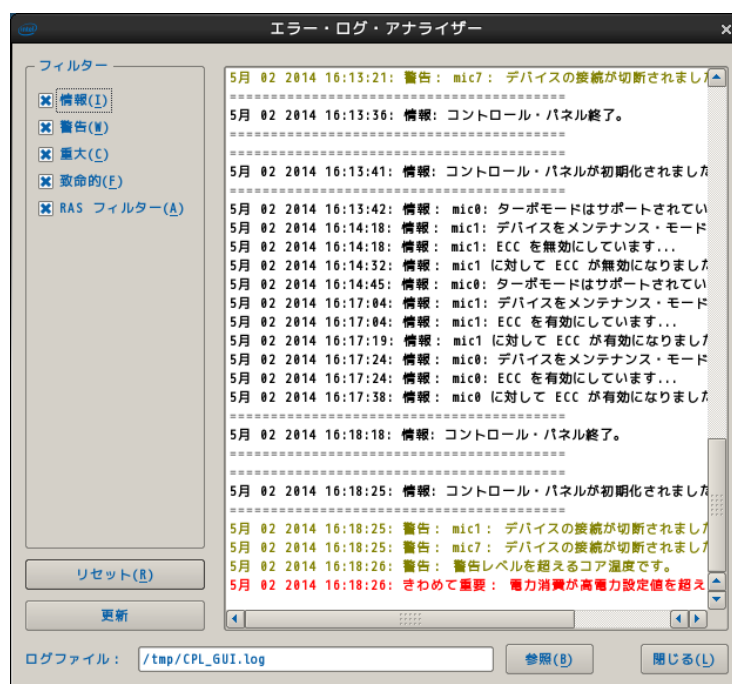 intel
エラー・ログ・アナライザー
フィルター
情報(I)
警告(W)
重大(C)
致命的(F)
RAS フィルター(A)
5月 02 2014 16:13:21: 警告： mic7： デバイスの接続が切断されまし
=========================================
5月 02 2014 16:13:36: 情報: コントロール・パネル終了。
=========================================
=========================================
5月 02 2014 16:13:41: 情報: コントロール・パネルが初期化されました
=========================================
5月 02 2014 16:13:42: 情報： mic0: ターボモードはサポートされてい
5月 02 2014 16:14:18: 情報： mic1: デバイスをメンテナンス・モード
5月 02 2014 16:14:18: 情報： mic1: ECC を無効にしています...
5月 02 2014 16:14:32: 情報： mic1 に対して ECC が無効になりました
5月 02 2014 16:14:45: 情報： mic0: ターボモードはサポートされてい
5月 02 2014 16:17:04: 情報： mic1: デバイスをメンテナンス・モード
5月 02 2014 16:17:04: 情報： mic1: ECC を有効にしています...
5月 02 2014 16:17:19: 情報： mic1 に対して ECC が有効になりました
5月 02 2014 16:17:24: 情報： mic0: デバイスをメンテナンス・モード
5月 02 2014 16:17:24: 情報： mic0: ECC を有効にしています...
5月 02 2014 16:17:38: 情報： mic0 に対して ECC が有効になりました
=========================================
5月 02 2014 16:18:18: 情報: コントロール・パネル終了。
=========================================
=========================================
5月 02 2014 16:18:25: 情報: コントロール・パネルが初期化されました
=========================================
5月 02 2014 16:18:25: 警告： mic1： デバイスの接続が切断されまし
5月 02 2014 16:18:25: 警告： mic7： デバイスの接続が切断されまし
5月 02 2014 16:18:26: 警告： 警告レベルを超えるコア温度です。
5月 02 2014 16:18:26: きわめて重要： 電力消費が高電力設定値を超え
リセット(R)
更新
ログファイル： /tmp/CPL_GUI.log
参照(B)
閉じる(L)